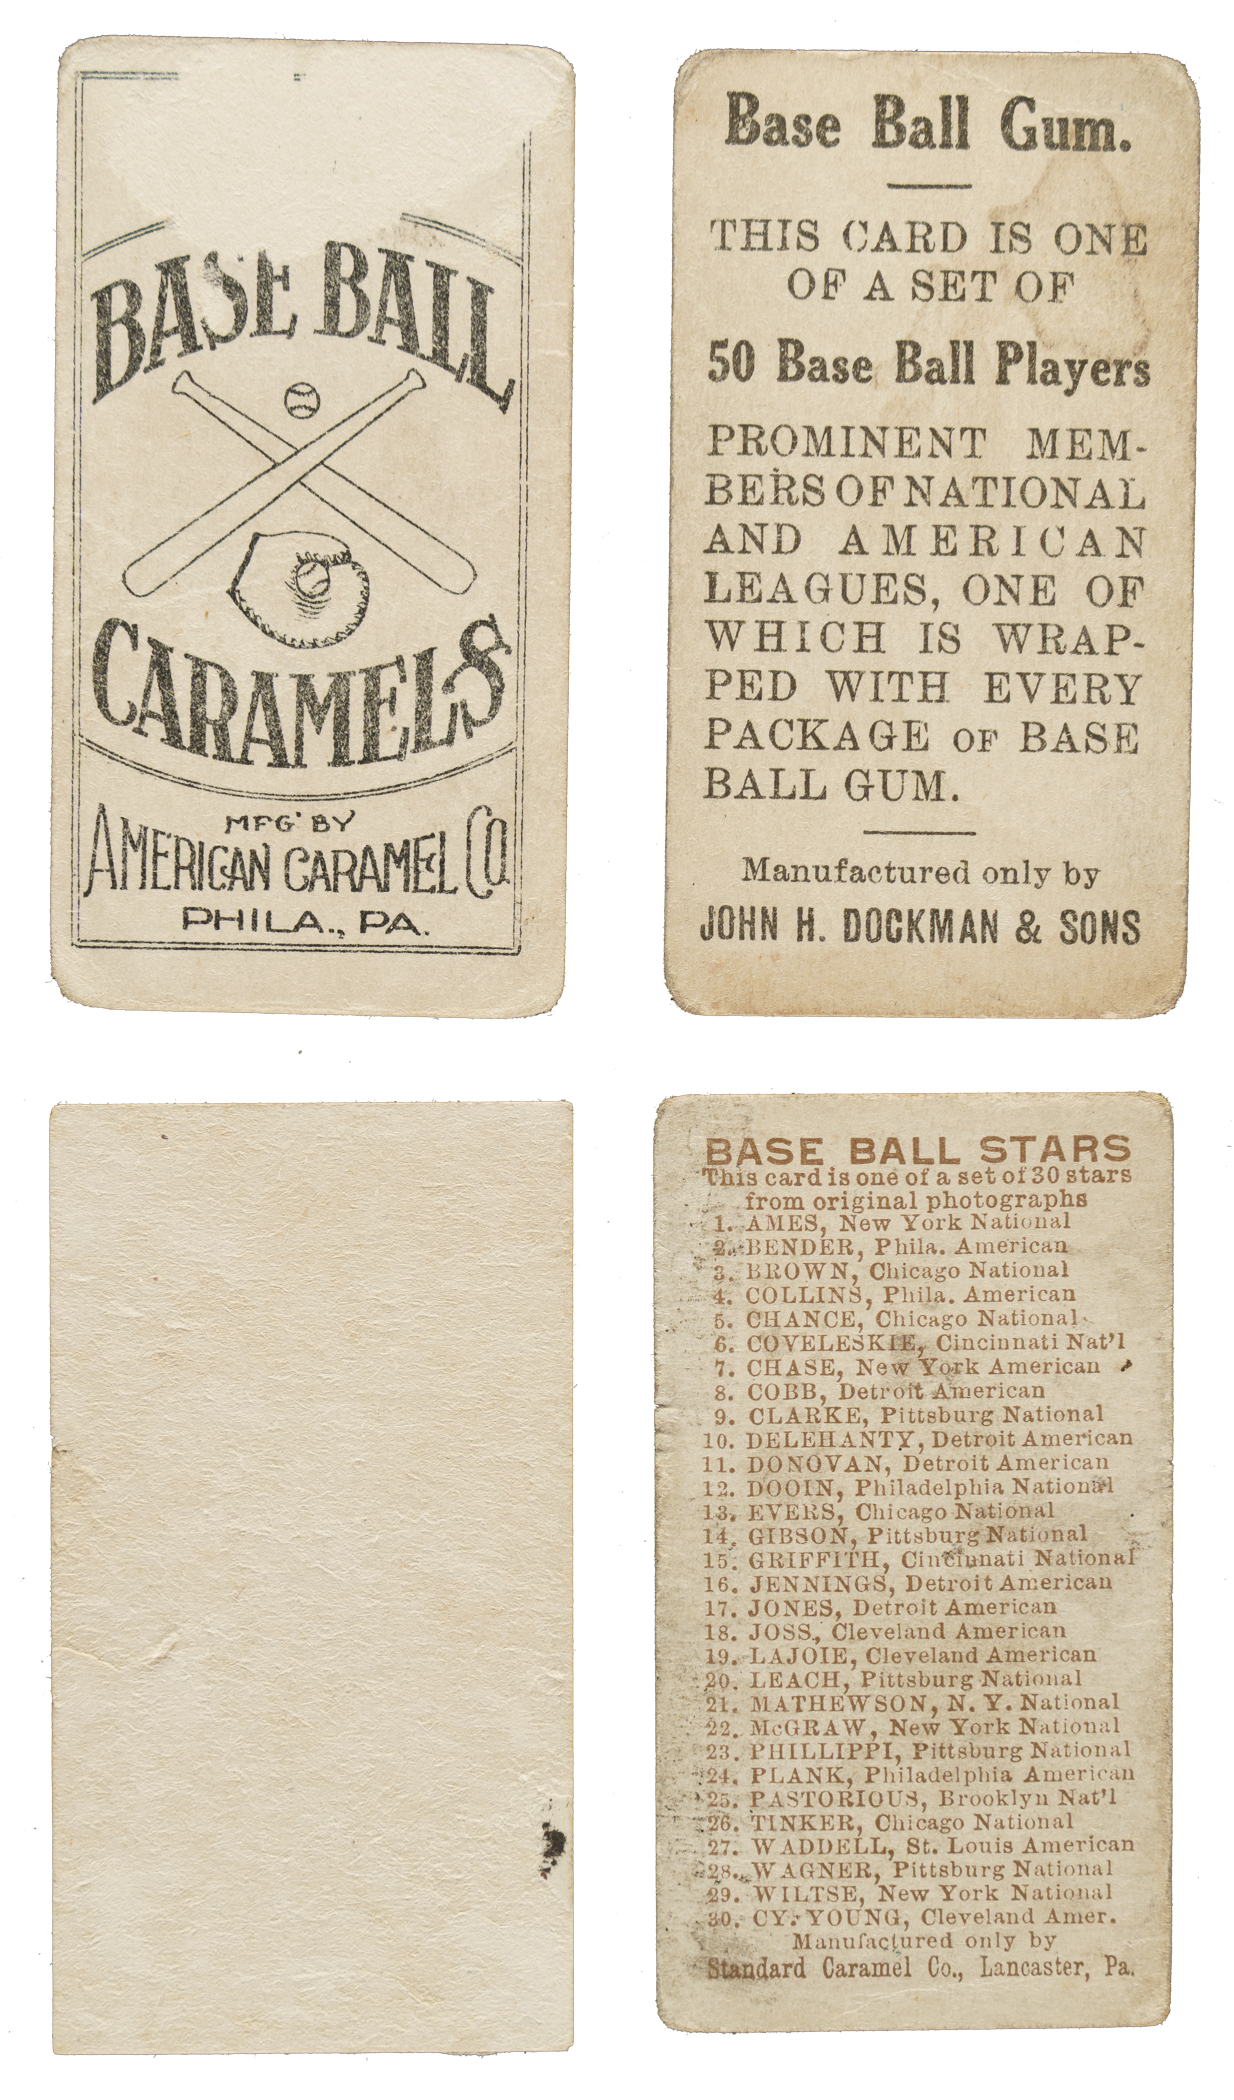 BASE BALL
CARAMELS
MFG' BY
AMERICAN CARAMEL CO
PHILA., PA.
Base Ball Gum.
THIS CARD IS ONE
OF A SET OF
50 Base Ball Players
PROMINENT MEM-
BERS OF NATIONAL
AND AMERICAN
LEAGUES, ONE OF
WHICH IS WRAP-
PED WITH EVERY
PACKAGE OF BASE
BALL GUM.
Manufactured only by
JOHN H. DOCKMAN & SONS
BASE BALL STARS
This card is one of a set of 30 stars
from original photographs
1. AMES, New York National
2. BENDER, Phila. American
3. BROWN, Chicago National
4. COLLINS, Phila. American
5. CHANCE, Chicago National
6. COVELESKIE, Cincinnati Nat'l
7. CHASE, New York American
8. COBB, Detroit American
9. CLARKE, Pittsburg National
10. DELEHANTY, Detroit American
11. DONOVAN, Detroit American
12. DOOIN, Philadelphia National
13. EVERS, Chicago National
14. GIBSON, Pittsburg National
15. GRIFFITH, Cincinnati National
16. JENNINGS, Detroit American
17. JONES, Detroit American
18. JOSS, Cleveland American
19. LAJOIE, Cleveland American
20. LEACH, Pittsburg National
21. MATHEWSON, N. Y. National
22. McGRAW, New York National
23. PHILLIPPI, Pittsburg National
24. PLANK, Philadelphia American
25. PASTORIOUS, Brooklyn Nat'l
26. TINKER, Chicago National
27. WADDELL, St. Louis American
28. WAGNER, Pittsburg National
29. WILTSE, New York National
30. CY. YOUNG, Cleveland Amer.
Manufactured only by
Standard Caramel Co., Lancaster, Pa.